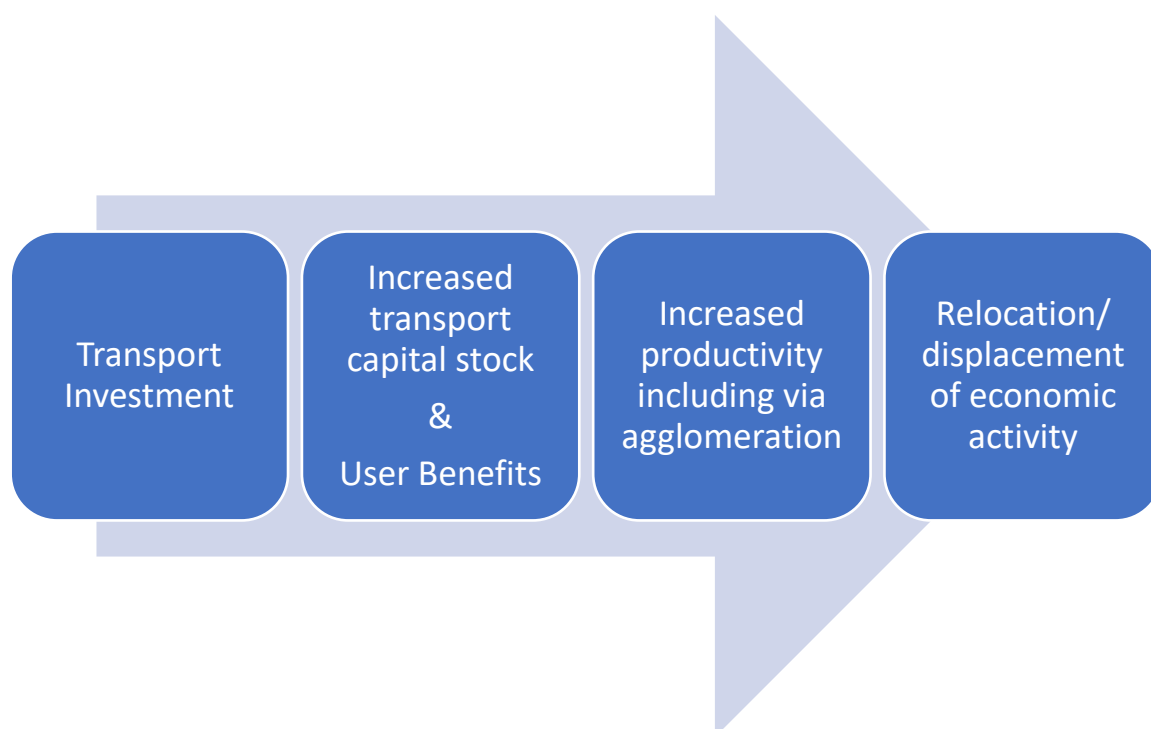 Transport
Investment
Increased
transport
capital stock
&
User Benefits
Increased
productivity
including via
agglomeration
Relocation/
displacement
of economic
activity